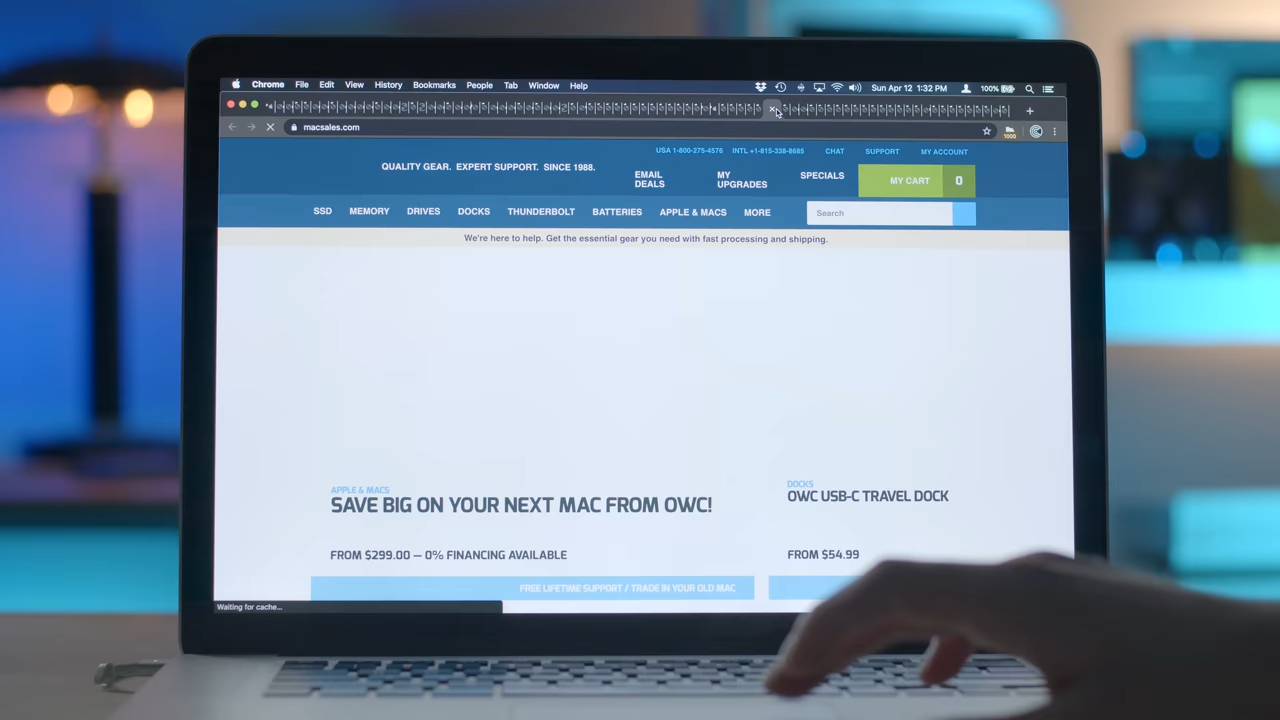 Chrome File Edit View History Bookmarks People Tab Window Help Sun Apr 12 1:32 PM 100%
macsales.com
1000
USA 1-800-275-4576 INTL +1-815-338-8685 CHAT SUPPORT MY ACCOUNT
QUALITY GEAR. EXPERT SUPPORT. SINCE 1988.
EMAIL DEALS
MY UPGRADES
SPECIALS
MY CART 0
SSD MEMORY DRIVES DOCKS THUNDERBOLT BATTERIES APPLE & MACS MORE
Search
We're here to help. Get the essential gear you need with fast processing and shipping.
APPLE & MACS
SAVE BIG ON YOUR NEXT MAC FROM OWC!
FROM $299.00 — 0% FINANCING AVAILABLE
FREE LIFETIME SUPPORT / TRADE IN YOUR OLD MAC
DOCKS
OWC USB-C TRAVEL DOCK
FROM $54.99
Waiting for cache...